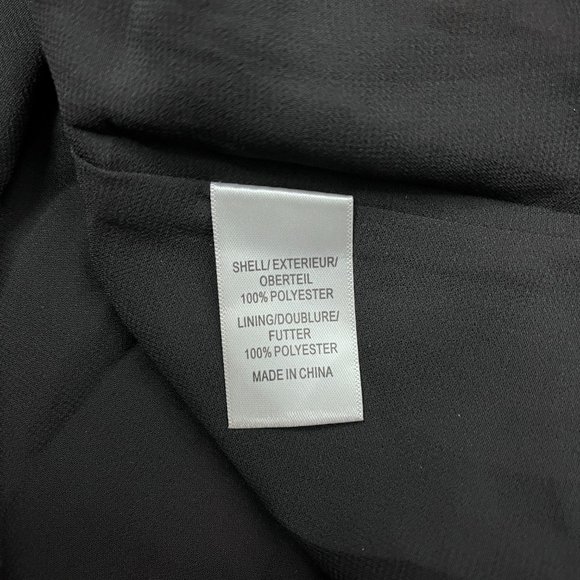 SHELL/ EXTERIEUR/
OBERTEIL
100% POLYESTER
LINING/DOUBLURE/
FUTTER
100% POLYESTER
MADE IN CHINA